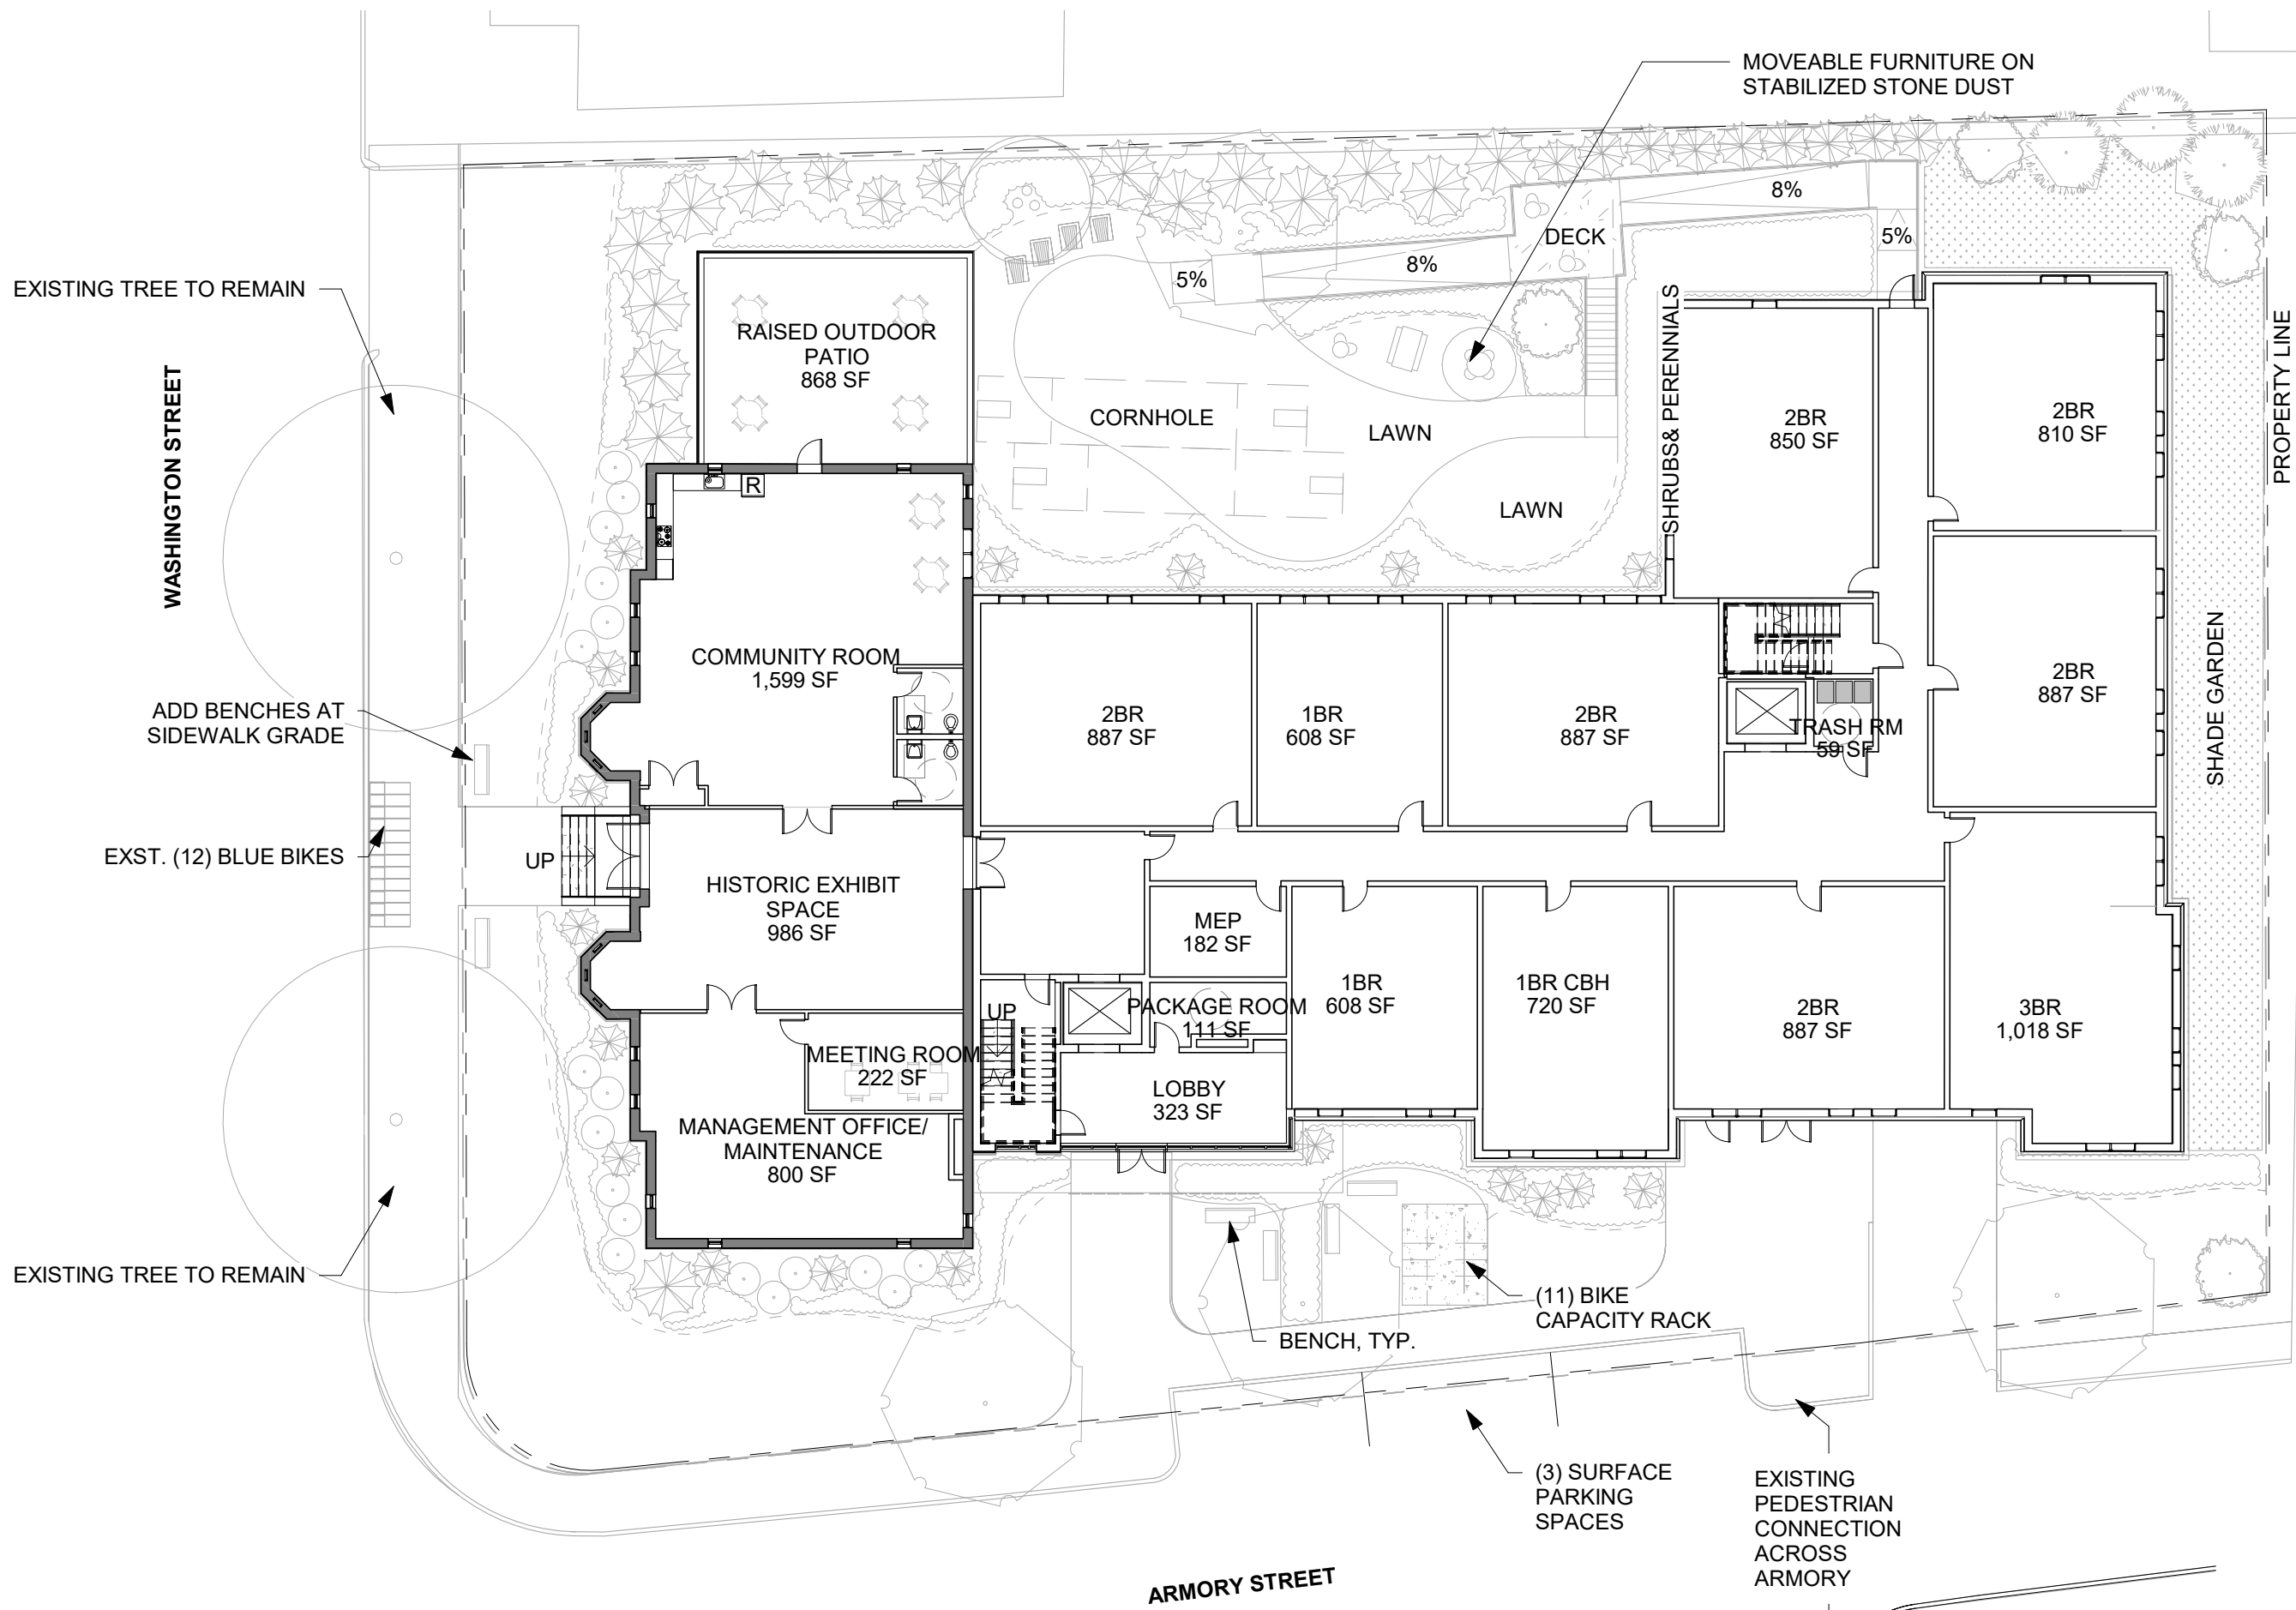 MOVEABLE FURNITURE ON
STABILIZED STONE DUST
8%
5%
DECK
8%
5%
EXISTING TREE TO REMAIN
WASHINGTON STREET
RAISED OUTDOOR
PATIO
868 SF
CORNHOLE
LAWN
LAWN
SHRUBS& PERENNIALS
2BR
850 SF
2BR
810 SF
PROPERTY LINE
R
COMMUNITY ROOM
1,599 SF
ADD BENCHES AT
SIDEWALK GRADE
2BR
887 SF
1BR
608 SF
2BR
887 SF
TRASH RM
59 SF
2BR
887 SF
SHADE GARDEN
EXST. (12) BLUE BIKES
UP
HISTORIC EXHIBIT
SPACE
986 SF
MEP
182 SF
UP
PACKAGE ROOM
111 SF
1BR
608 SF
1BR CBH
720 SF
2BR
887 SF
3BR
1,018 SF
MEETING ROOM
222 SF
LOBBY
323 SF
MANAGEMENT OFFICE/
MAINTENANCE
800 SF
EXISTING TREE TO REMAIN
BENCH, TYP.
(11) BIKE
CAPACITY RACK
(3) SURFACE
PARKING
SPACES
EXISTING
PEDESTRIAN
CONNECTION
ACROSS
ARMORY
ARMORY STREET